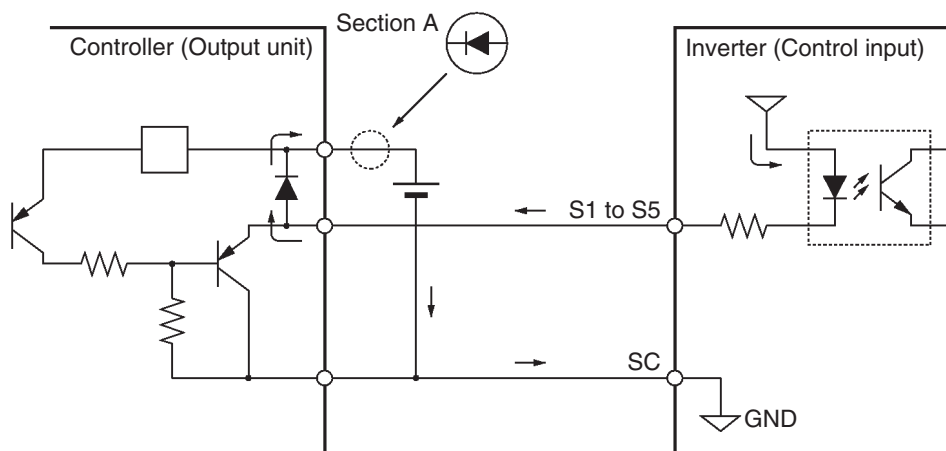 Section A
Controller (Output unit)
Inverter (Control input)
S1 to S5
SC
GND